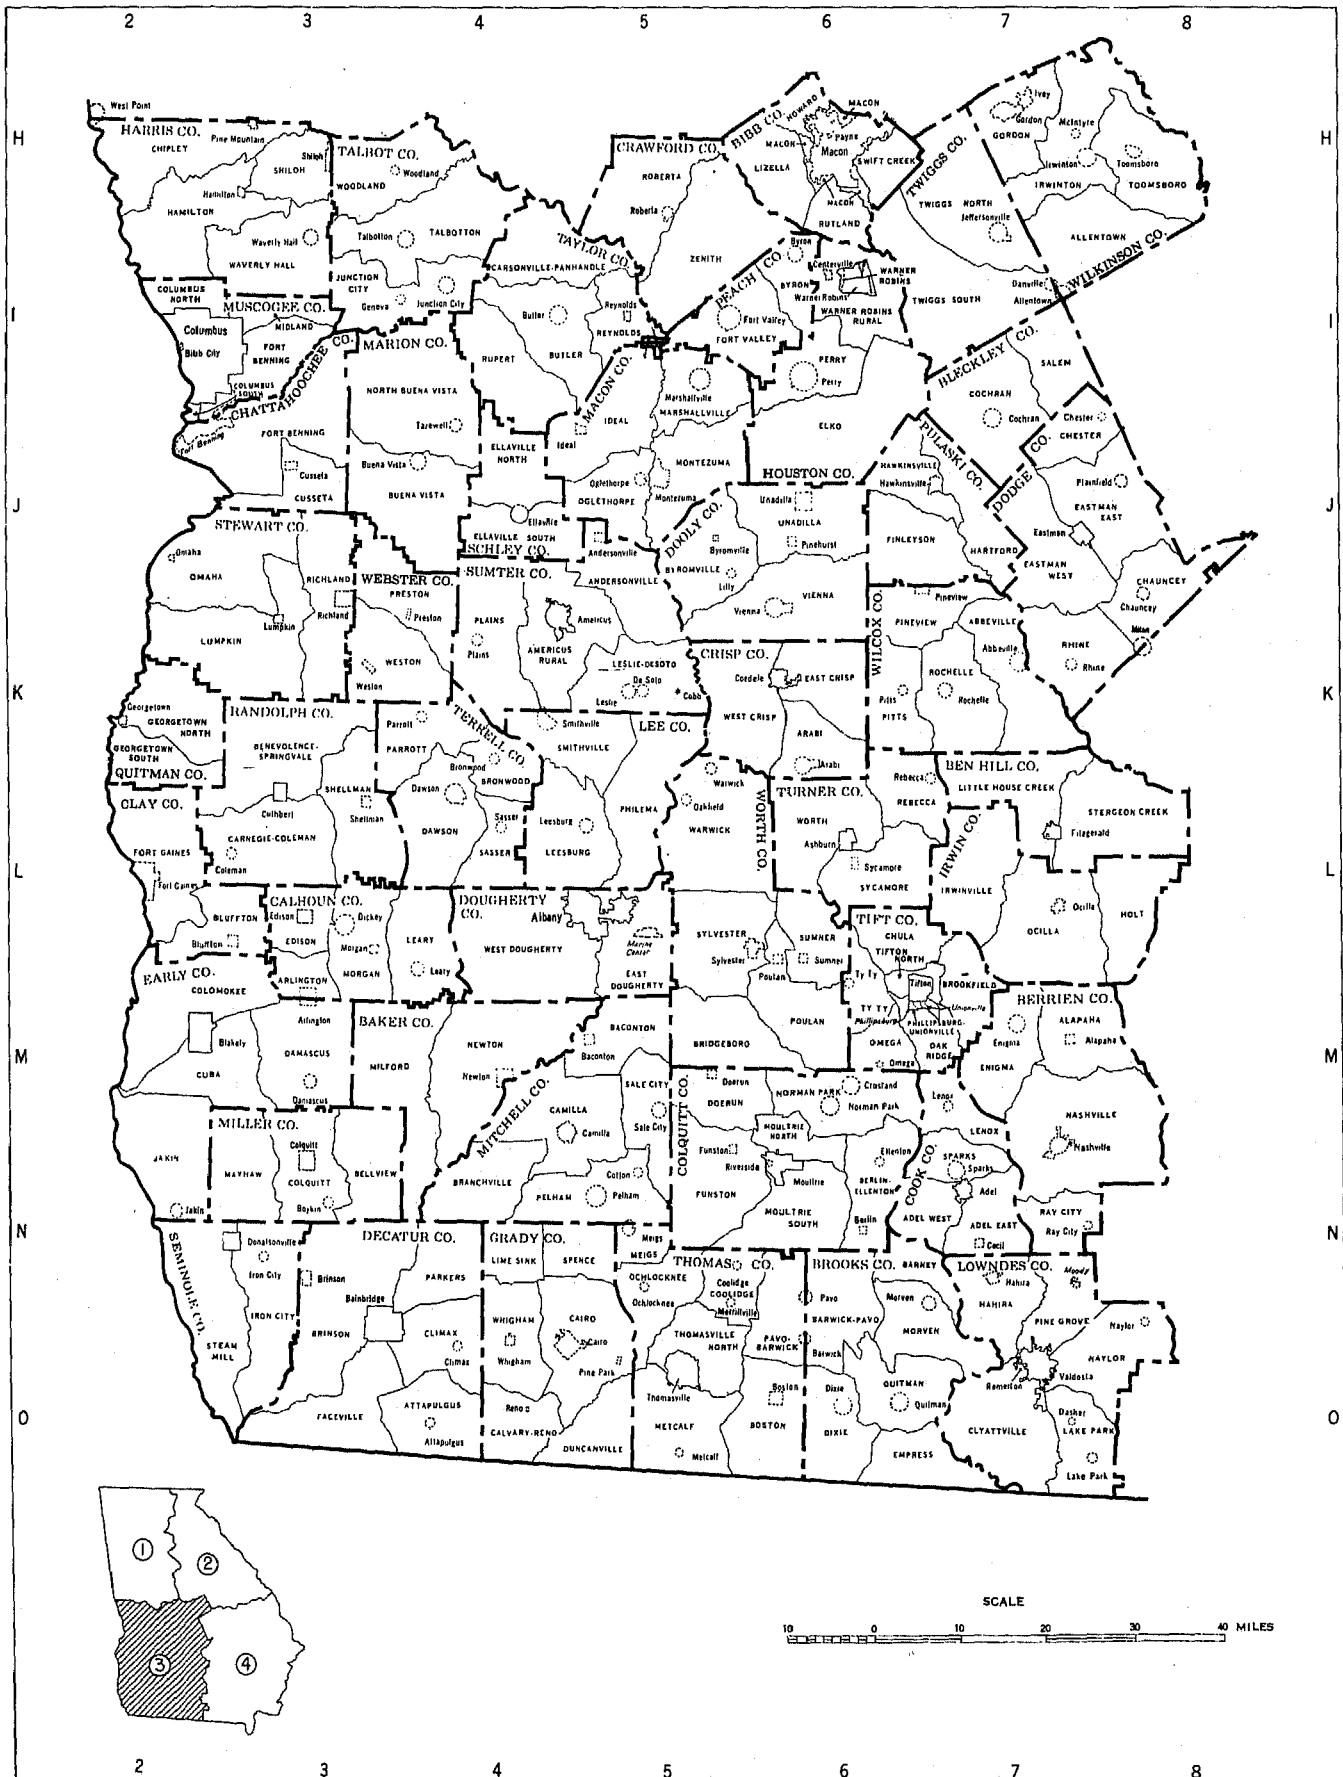 2 3 4 5 6 7 8
H H
I I
J J
K K
L L
M M
N N
O O
West Point
HARRIS CO.
CHIPLEY
Pine Mountain
Shiloh
SHILOH
Hamilton
HAMILTON
Waverly Hall
WAVERLY HALL
TALBOT CO.
WOODLAND
Woodland
Talbotton
TALBOTTON
JUNCTION
CITY
Geneva
Junction City
CRAWFORD CO.
ROBERTA
Roberta
ZENITH
BIBB CO.
HOWARD
MACON
Payne
MACON
Macon
LIZELLA
SWIFT CREEK
MACON
RUTLAND
TWIGGS CO.
TWIGGS NORTH
Jeffersonville
TWIGGS SOUTH
Danville
Allentown
Ivey
Gordon
GORDON
McIntyre
Irwinton
IRWINTON
Toomsboro
TOOMSBORO
ALLENTOWN
WILKINSON CO.
TAYLOR CO.
CARSONVILLE-PANHANDLE
Butler
BUTLER
RUPERT
Reynolds
REYNOLDS
PEACH CO.
Byron
BYRON
Fort Valley
FORT VALLEY
Centerville
WARNER
ROBINS
Warner Robins
WARNER ROBINS
RURAL
PERRY
Perry
ELKO
HOUSTON CO.
COLUMBUS
NORTH
MUSCOGEE CO.
MIDLAND
Columbus
Bibb City
FORT
BENNING
COLUMBUS
SOUTH
CHATTAHOOCHEE CO.
Fort Benning
FORT BENNING
Cusseta
CUSSETA
MARION CO.
NORTH BUENA VISTA
Tazewell
Buena Vista
BUENA VISTA
MACON CO.
IDEAL
Ideal
Marshallville
MARSHALLVILLE
Oglethorpe
OGLETHORPE
MONTEZUMA
Montezuma
ELLAVILLE
NORTH
Ellaville
ELLAVILLE SOUTH
SCHLEY CO.
BLECKLEY CO.
SALEM
COCHRAN
Cochran
PULASKI CO.
HAWKINSVILLE
Hawkinsville
FINLEYSON
HARTFORD
DODGE CO.
Chester
CHESTER
Plainfield
EASTMAN
EAST
Eastman
EASTMAN
WEST
CHAUNCEY
Chauncey
Milan
RHINE
Rhine
STEWART CO.
Omaha
OMAHA
RICHLAND
Richland
Lumpkin
LUMPKIN
WEBSTER CO.
PRESTON
Preston
WESTON
Weston
SUMTER CO.
Andersonville
ANDERSONVILLE
PLAINS
Plains
Americus
AMERICUS
RURAL
LESLIE-DESOTO
De Soto
Leslie
Cobb
DOOLY CO.
Unadilla
UNADILLA
Byromville
BYROMVILLE
Pinehurst
Lilly
Vienna
VIENNA
WILCOX CO.
Pineview
PINEVIEW
ABBEVILLE
Abbeville
ROCHELLE
Rochelle
Pitts
PITTS
CRISP CO.
Cordele
EAST CRISP
WEST CRISP
ARABI
Arabi
Georgetown
GEORGETOWN
NORTH
GEORGETOWN
SOUTH
QUITMAN CO.
RANDOLPH CO.
BENEVOLENCE-
SPRINGVALE
Cuthbert
SHELLMAN
Shellman
CARNEGIE-COLEMAN
Coleman
TERRELL CO.
Parrott
PARROTT
Bronwood
BRONWOOD
Dawson
DAWSON
Sasser
SASSER
LEE CO.
Smithville
SMITHVILLE
Leesburg
LEESBURG
PHILEMA
WORTH CO.
Warwick
Oakfield
WARWICK
SYLVESTER
Sylvester
SUMNER
Sumner
Poulan
POULAN
BRIDGEBORO
TURNER CO.
WORTH
Ashburn
Sycamore
SYCAMORE
Rebecca
REBECCA
BEN HILL CO.
LITTLE HOUSE CREEK
STERGEON CREEK
Fitzgerald
IRWIN CO.
IRWINVILLE
Ocilla
OCILLA
HOLT
CLAY CO.
FORT GAINES
Fort Gaines
BLUFFTON
Bluffton
CALHOUN CO.
Edison
EDISON
Dickey
Morgan
MORGAN
LEARY
Leary
ARLINGTON
Arlington
DOUGHERTY
CO.
Albany
WEST DOUGHERTY
Marine
Center
EAST
DOUGHERTY
TIFT CO.
CHULA
TIFTON
NORTH
Ty Ty
TY TY
Tifton
BROOKFIELD
Unionville
Phillipsburg
PHILLIPSBURG-
UNIONVILLE
OMEGA
Omega
OAK
RIDGE
BERRIEN CO.
ALAPAHA
Alapaha
Enigma
ENIGMA
NASHVILLE
Nashville
RAY CITY
Ray City
EARLY CO.
COLOMOKEE
Blakely
CUBA
DAMASCUS
Damascus
JAKIN
Jakin
BAKER CO.
MILFORD
NEWTON
Newton
MITCHELL CO.
BACONTON
Baconton
SALE CITY
Sale City
CAMILLA
Camilla
BRANCHVILLE
Cotton
PELHAM
Pelham
MILLER CO.
Colquitt
COLQUITT
MAYHAW
BELLVIEW
Boykin
COLQUITT CO.
Doerun
DOERUN
NORMAN PARK
Norman Park
Crosland
MOULTRIE
NORTH
Funston
FUNSTON
Riverside
Moultrie
MOULTRIE
SOUTH
Ellenton
BERLIN-
ELLENTON
Berlin
COOK CO.
Lenox
LENOX
SPARKS
Sparks
Adel
ADEL WEST
ADEL EAST
Cecil
SEMINOLE CO.
Donalsonville
Iron City
IRON CITY
STEAM
MILL
DECATUR CO.
Brinson
BRINSON
Bainbridge
PARKERS
CLIMAX
Climax
FACEVILLE
ATTAPULGUS
Attapulgus
GRADY CO.
LIME SINK
SPENCE
WHIGHAM
Whigham
CAIRO
Cairo
Pine Park
Reno
CALVARY-RENO
DUNCANVILLE
THOMAS CO.
Meigs
MEIGS
OCHLOCKNEE
Ochlocknee
Coolidge
COOLIDGE
Merrillville
THOMASVILLE
NORTH
PAVO-
BARWICK
Thomasville
Boston
BOSTON
METCALF
Metcalf
BROOKS CO.
BARNEY
Pavo
BARWICK-PAVO
Barwick
Morven
MORVEN
QUITMAN
Quitman
Dixie
DIXIE
EMPRESS
LOWNDES CO.
Hahira
HAHIRA
Moody
PINE GROVE
Naylor
NAYLOR
Remerton
Valdosta
CLYATTVILLE
Dasher
LAKE PARK
Lake Park
1
2
3
4
SCALE
10 0 10 20 30 40 MILES
2 3 4 5 6 7 8